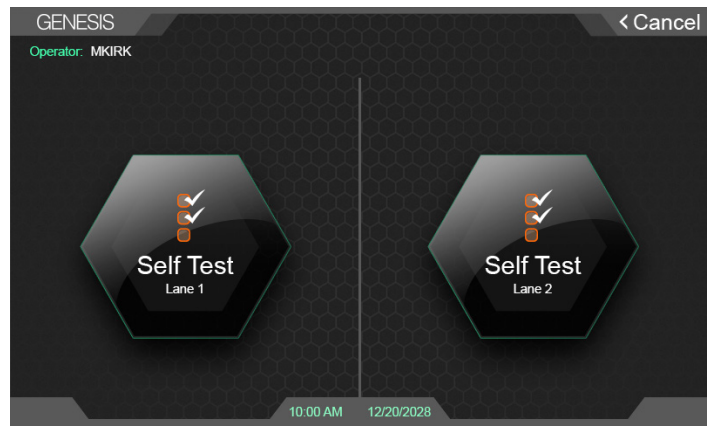 GENESIS
Cancel
Operator: MKIRK
Self Test
Lane 1
Self Test
Lane 2
10:00 AM 12/20/2028